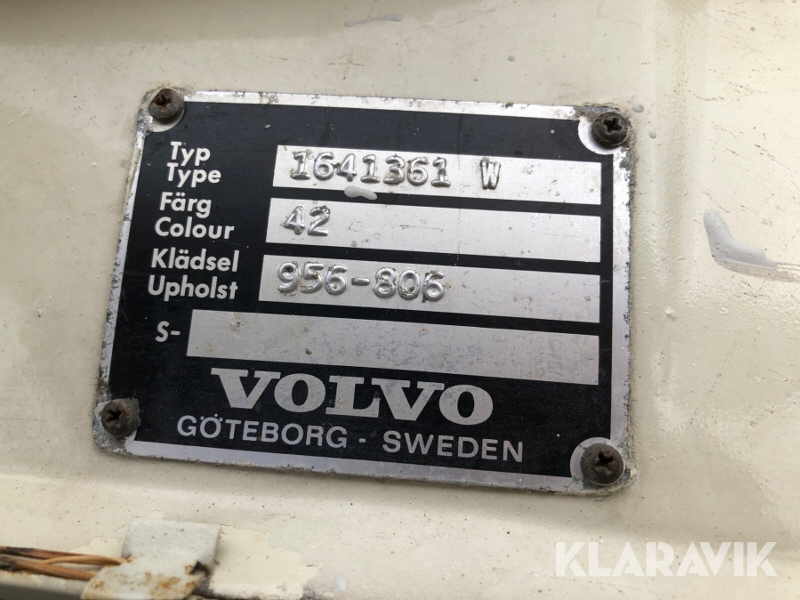 Typ
Type 1641361 W
Färg
Colour 42
Klädsel
Upholst 956-806
S-
VOLVO
GÖTEBORG - SWEDEN
KLARAVIK